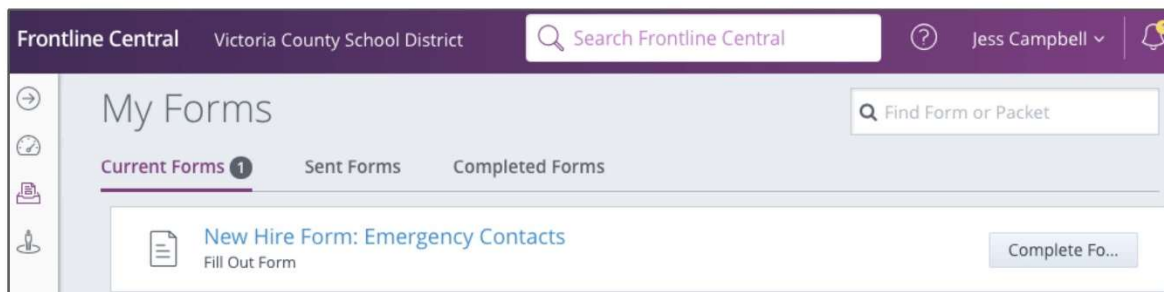 Frontline Central Victoria County School District Search Frontline Central ? Jess Campbell
My Forms
Find Form or Packet
Current Forms 1 Sent Forms Completed Forms
New Hire Form: Emergency Contacts
Fill Out Form
Complete Fo...